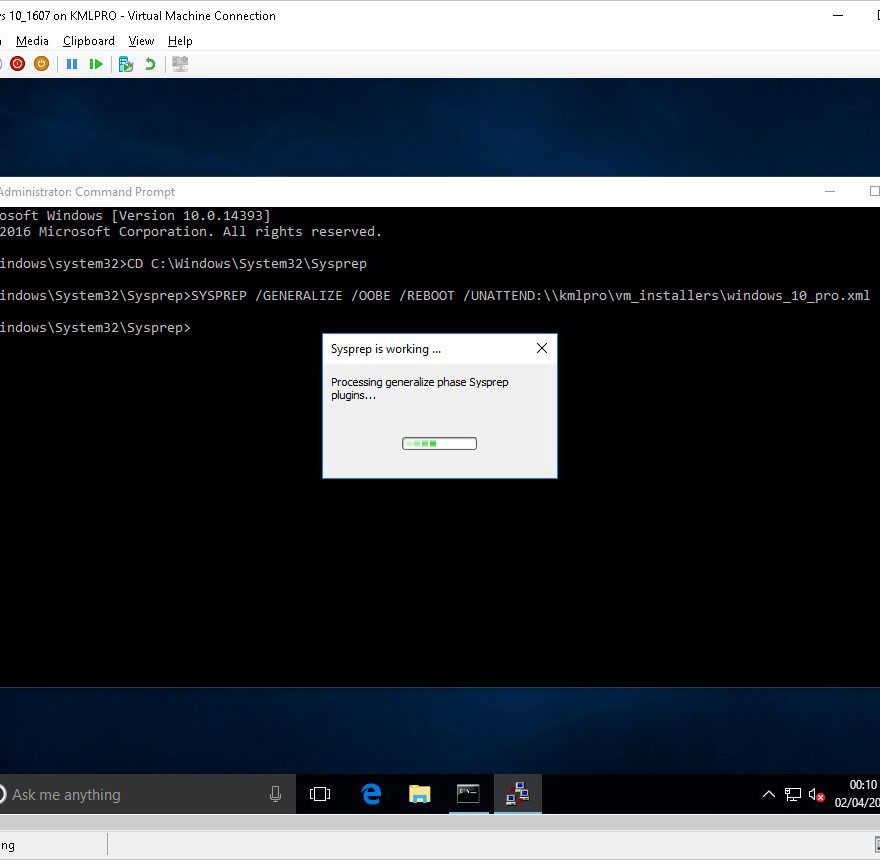 s 10_1607 on KMLPRO - Virtual Machine Connection
Media Clipboard View Help
Administrator: Command Prompt
osoft Windows [Version 10.0.14393]
2016 Microsoft Corporation. All rights reserved.
indows\system32>CD C:\Windows\System32\Sysprep
indows\System32\Sysprep>SYSPREP /GENERALIZE /OOBE /REBOOT /UNATTEND:\\kmlpro\vm_installers\windows_10_pro.xml
indows\System32\Sysprep>
Sysprep is working ...
Processing generalize phase Sysprep
plugins...
Ask me anything
00:10
02/04/20
ng